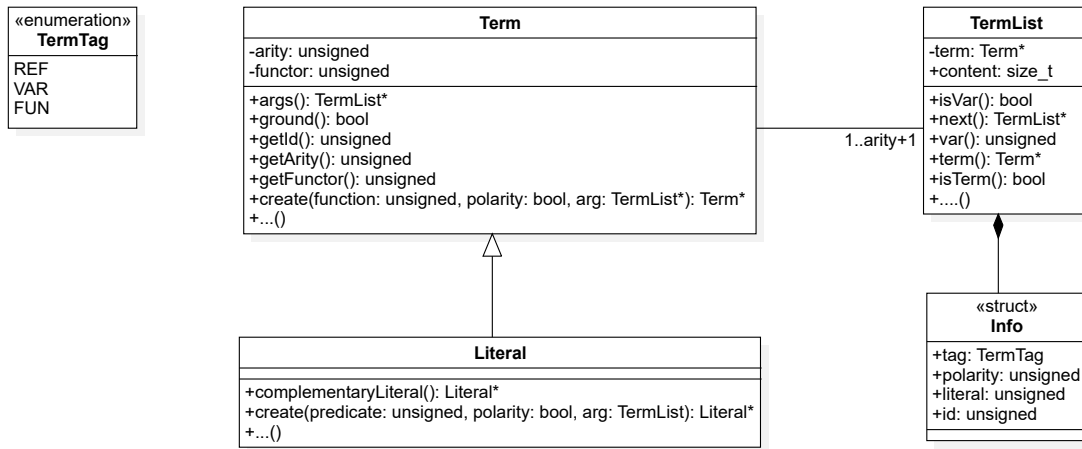 «enumeration»
TermTag
REF
VAR
FUN
Term
-arity: unsigned
-functor: unsigned
+args(): TermList*
+ground(): bool
+getId(): unsigned
+getArity(): unsigned
+getFunctor(): unsigned
+create(function: unsigned, polarity: bool, arg: TermList*): Term*
+...()
1..arity+1
TermList
-term: Term*
+content: size_t
+isVar(): bool
+next(): TermList*
+var(): unsigned
+term(): Term*
+isTerm(): bool
+....()
Literal
+complementaryLiteral(): Literal*
+create(predicate: unsigned, polarity: bool, arg: TermList): Literal*
+...()
«struct»
Info
+tag: TermTag
+polarity: unsigned
+literal: unsigned
+id: unsigned